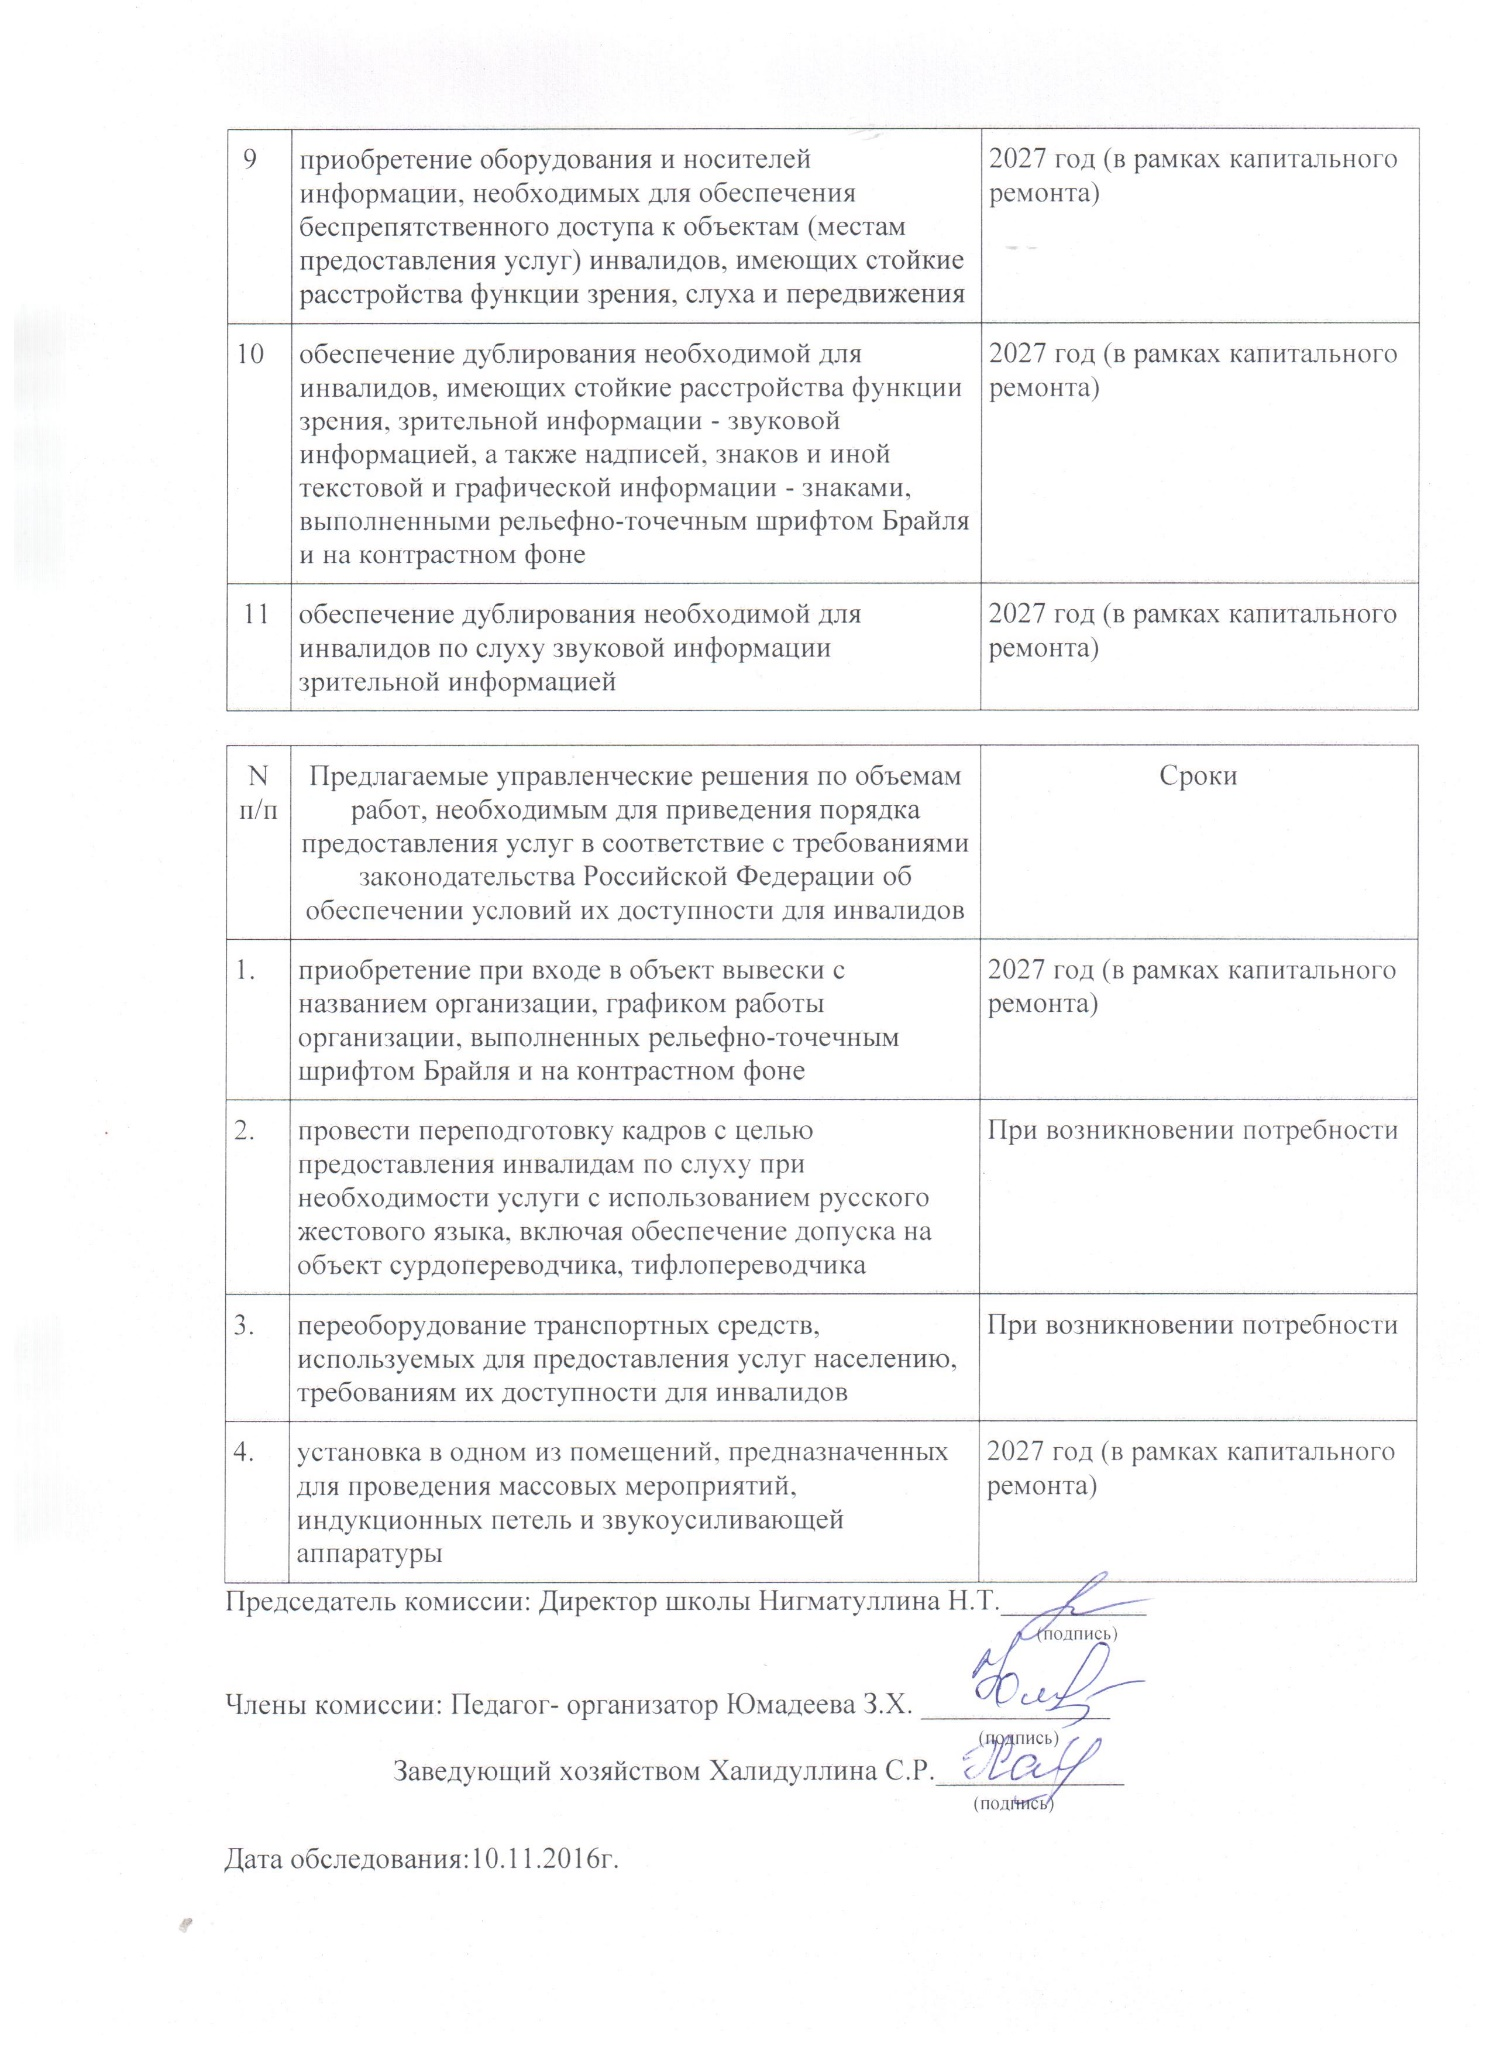 9
приобретение оборудования и носителей
информации, необходимых для обеспечения
беспрепятственного доступа к объектам (местам
предоставления услуг) инвалидов, имеющих стойкие
расстройства функции зрения, слуха и передвижения
2027 год (в рамках капитального
ремонта)
10
обеспечение дублирования необходимой для
инвалидов, имеющих стойкие расстройства функции
зрения, зрительной информации - звуковой
информацией, а также надписей, знаков и иной
текстовой и графической информации - знаками,
выполненными рельефно-точечным шрифтом Брайля
и на контрастном фоне
2027 год (в рамках капитального
ремонта)
11
обеспечение дублирования необходимой для
инвалидов по слуху звуковой информации
зрительной информацией
2027 год (в рамках капитального
ремонта)
N
п/п
Предлагаемые управленческие решения по объемам
работ, необходимым для приведения порядка
предоставления услуг в соответствие с требованиями
законодательства Российской Федерации об
обеспечении условий их доступности для инвалидов
Сроки
1.
приобретение при входе в объект вывески с
названием организации, графиком работы
организации, выполненных рельефно-точечным
шрифтом Брайля и на контрастном фоне
2027 год (в рамках капитального
ремонта)
2.
провести переподготовку кадров с целью
предоставления инвалидам по слуху при
необходимости услуги с использованием русского
жестового языка, включая обеспечение допуска на
объект сурдопереводчика, тифлопереводчика
При возникновении потребности
3.
переоборудование транспортных средств,
используемых для предоставления услуг населению,
требованиям их доступности для инвалидов
При возникновении потребности
4.
установка в одном из помещений, предназначенных
для проведения массовых мероприятий,
индукционных петель и звукоусиливающей
аппаратуры
2027 год (в рамках капитального
ремонта)
Председатель комиссии: Директор школы Нигматуллина Н.Т.
(подпись)
Члены комиссии: Педагог- организатор Юмадеева З.Х.
(подпись)
Заведующий хозяйством Халидуллина С.Р.
(подпись)
Дата обследования:10.11.2016г.